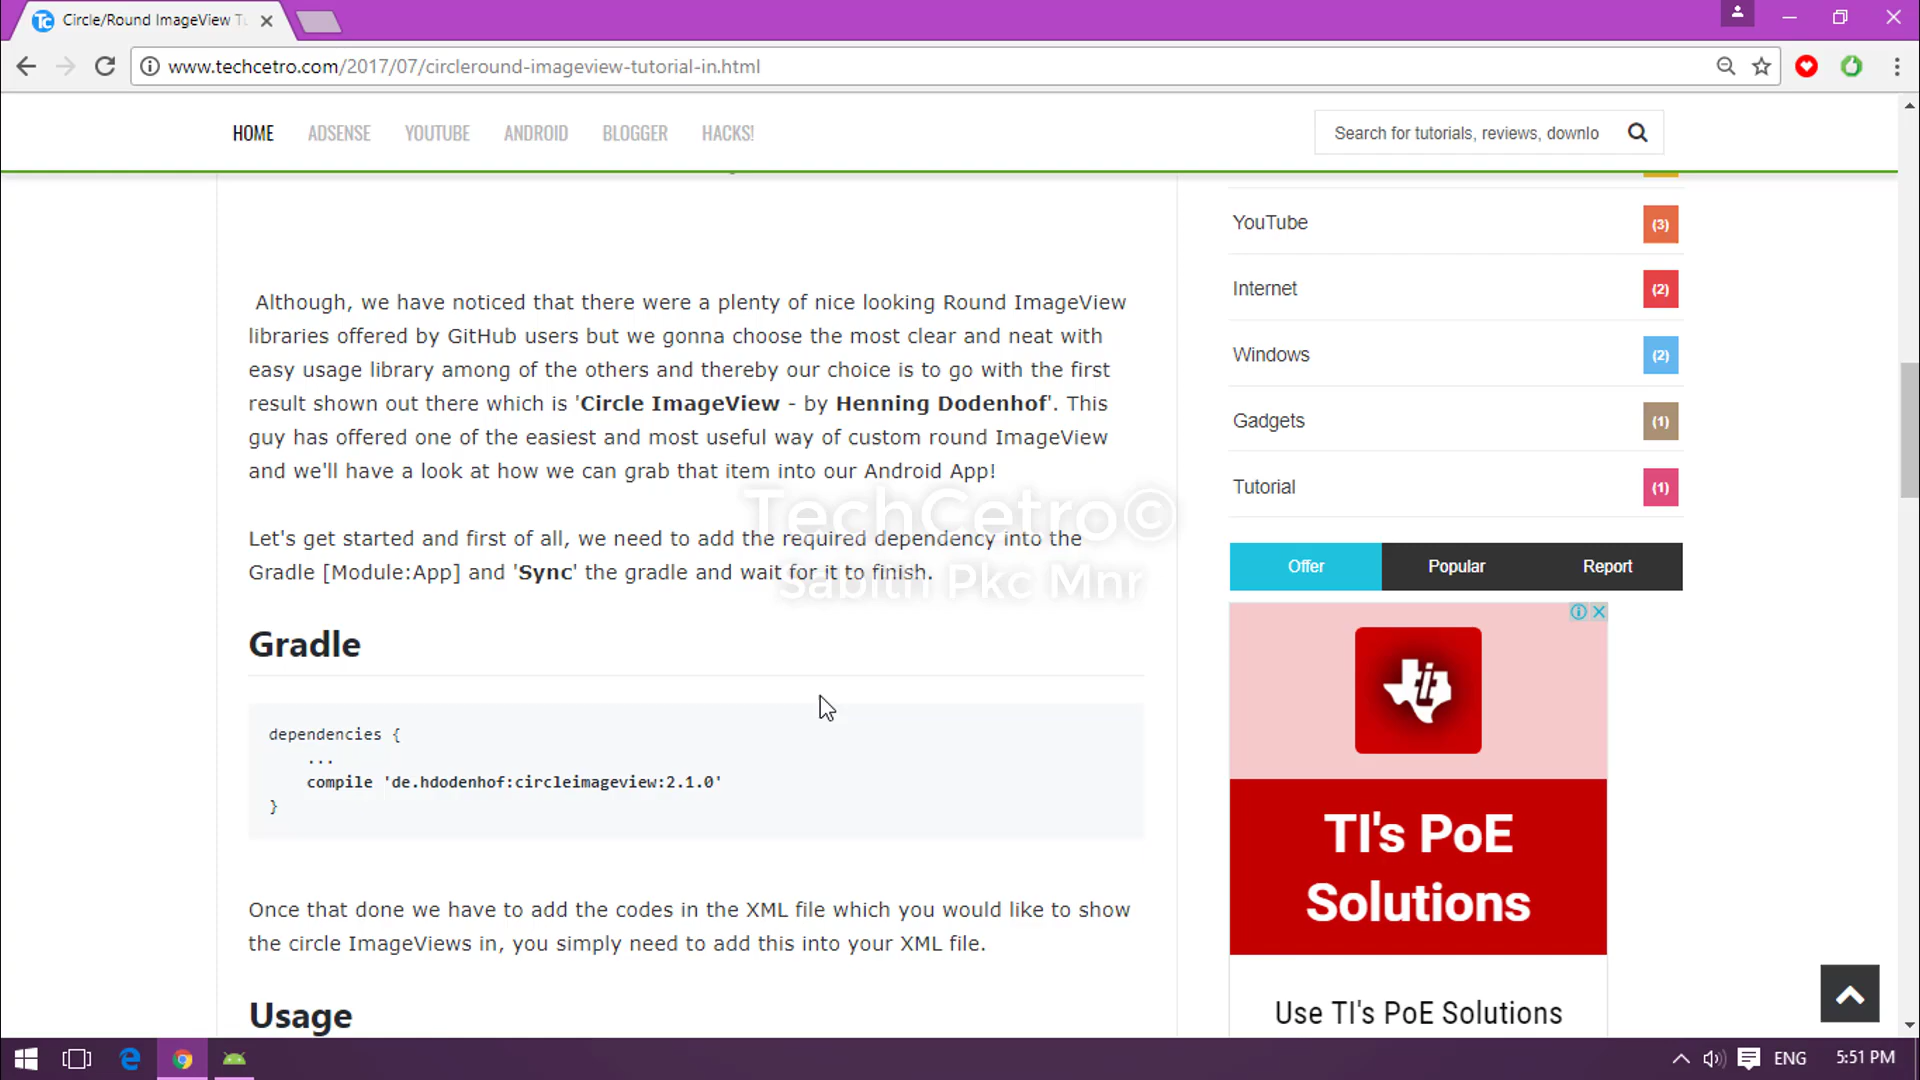 Circle/Round ImageView Tu
www.techcetro.com/2017/07/circleround-imageview-tutorial-in.html
HOME
ADSENSE
YOUTUBE
ANDROID
BLOGGER
HACKS!
Search for tutorials, reviews, downlo
Although, we have noticed that there were a plenty of nice looking Round ImageView
libraries offered by GitHub users but we gonna choose the most clear and neat with
easy usage library among of the others and thereby our choice is to go with the first
result shown out there which is 'Circle ImageView - by Henning Dodenhof'. This
guy has offered one of the easiest and most useful way of custom round ImageView
and we'll have a look at how we can grab that item into our Android App!
Let's get started and first of all, we need to add the required dependency into the
Gradle [Module:App] and 'Sync' the gradle and wait for it to finish.
TechCetro©
Sabith Pkc Mnr
Gradle
dependencies {
...
compile 'de.hdodenhof:circleimageview:2.1.0'
}
Once that done we have to add the codes in the XML file which you would like to show
the circle ImageViews in, you simply need to add this into your XML file.
Usage
YouTube (3)
Internet (2)
Windows (2)
Gadgets (1)
Tutorial (1)
Offer
Popular
Report
TI's PoE
Solutions
Use TI's PoE Solutions
ENG
5:51 PM